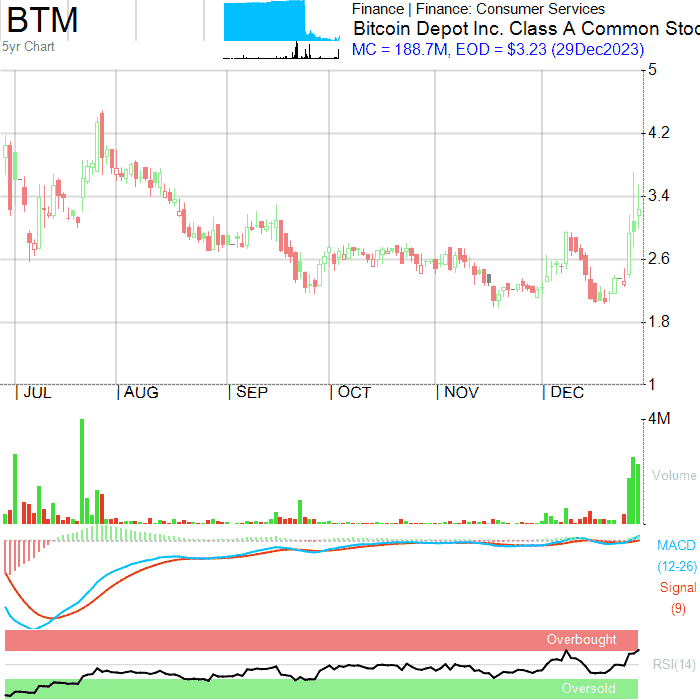 BTM
5yr Chart
Finance | Finance: Consumer Services
Bitcoin Depot Inc. Class A Common Stoc
MC = 188.7M, EOD = $3.23 (29Dec2023)
5
4.2
3.4
2.6
1.8
1
JUL AUG SEP OCT NOV DEC
4M
Volume
MACD
(12-26)
Signal
(9)
Overbought
RSI(14)
Oversold